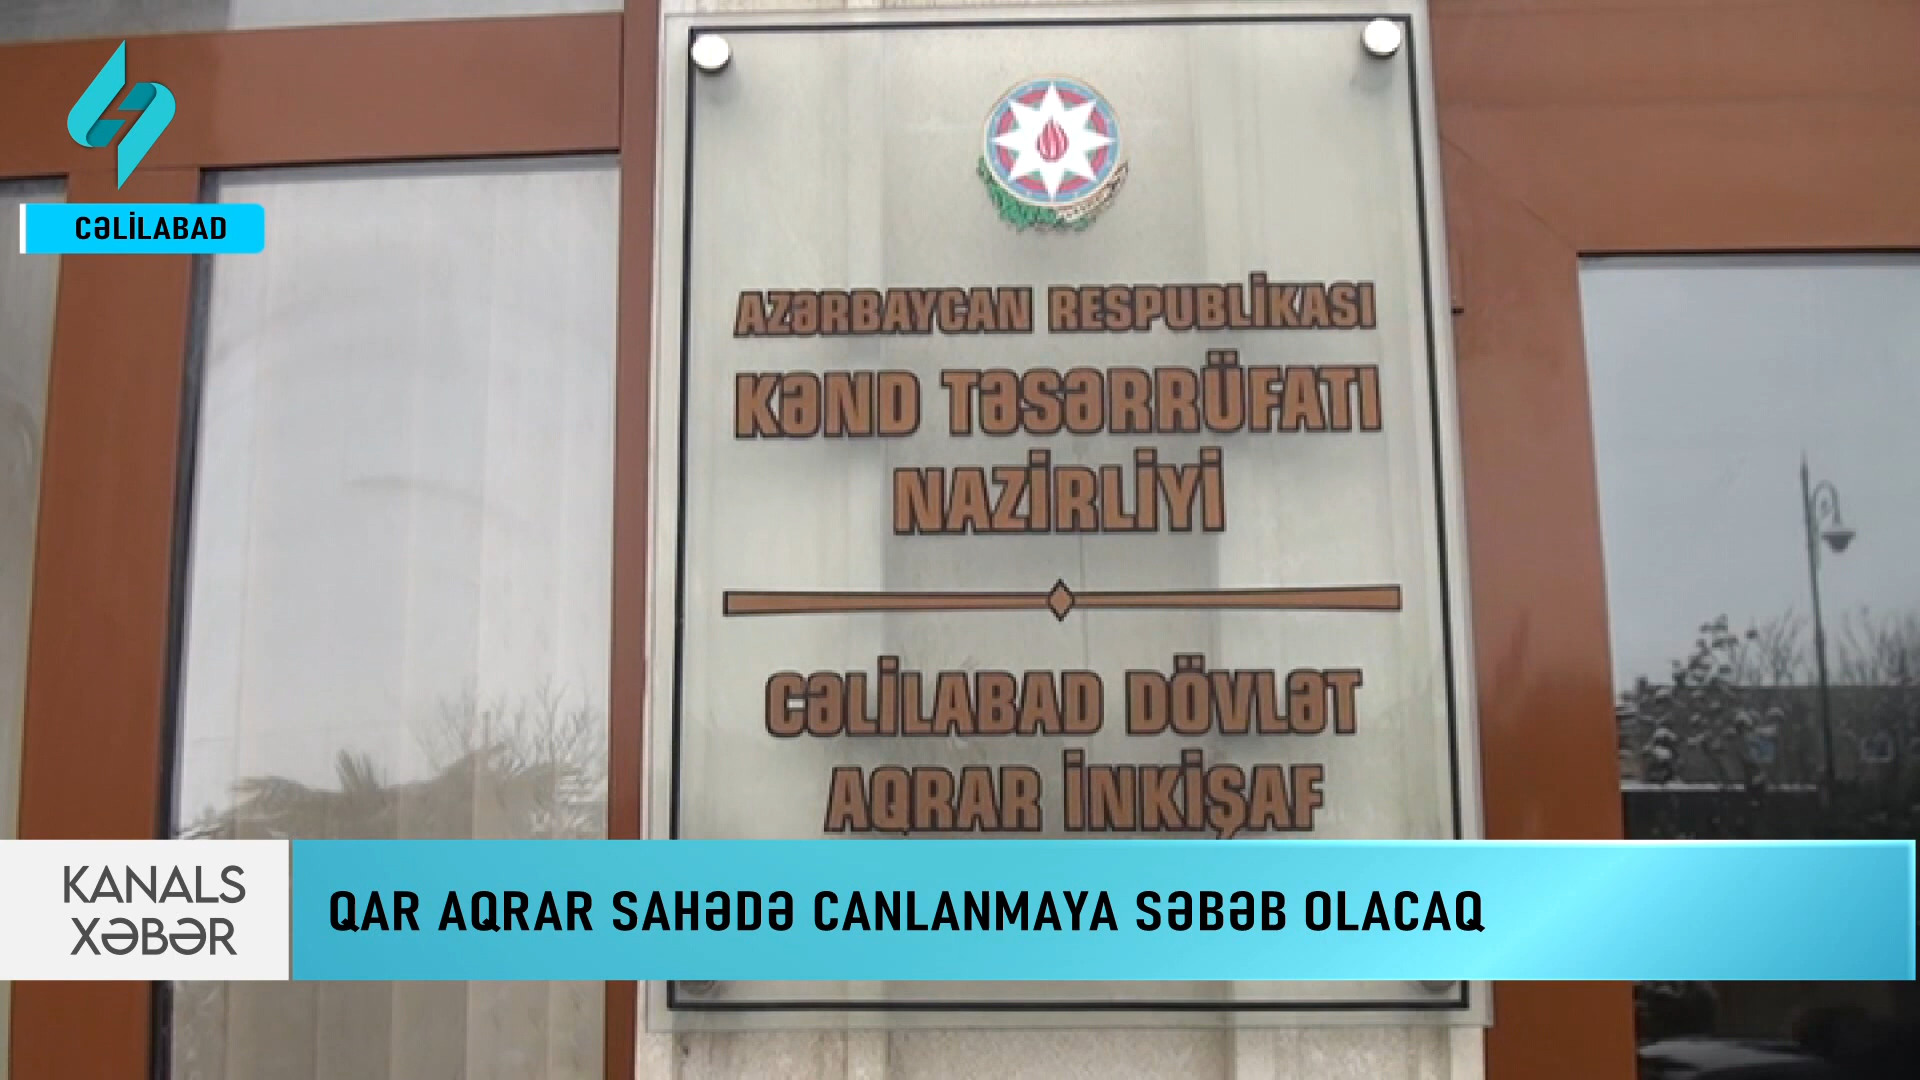 CƏLİLABAD
AZƏRBAYCAN RESPUBLİKASI
KƏND TƏSƏRRÜFATI
NAZİRLİYİ
CƏLİLABAD DÖVLƏT
AQRAR İNKİŞAF
KANALS
XƏBƏR
QAR AQRAR SAHƏDƏ CANLANMAYA SƏBƏB OLACAQ